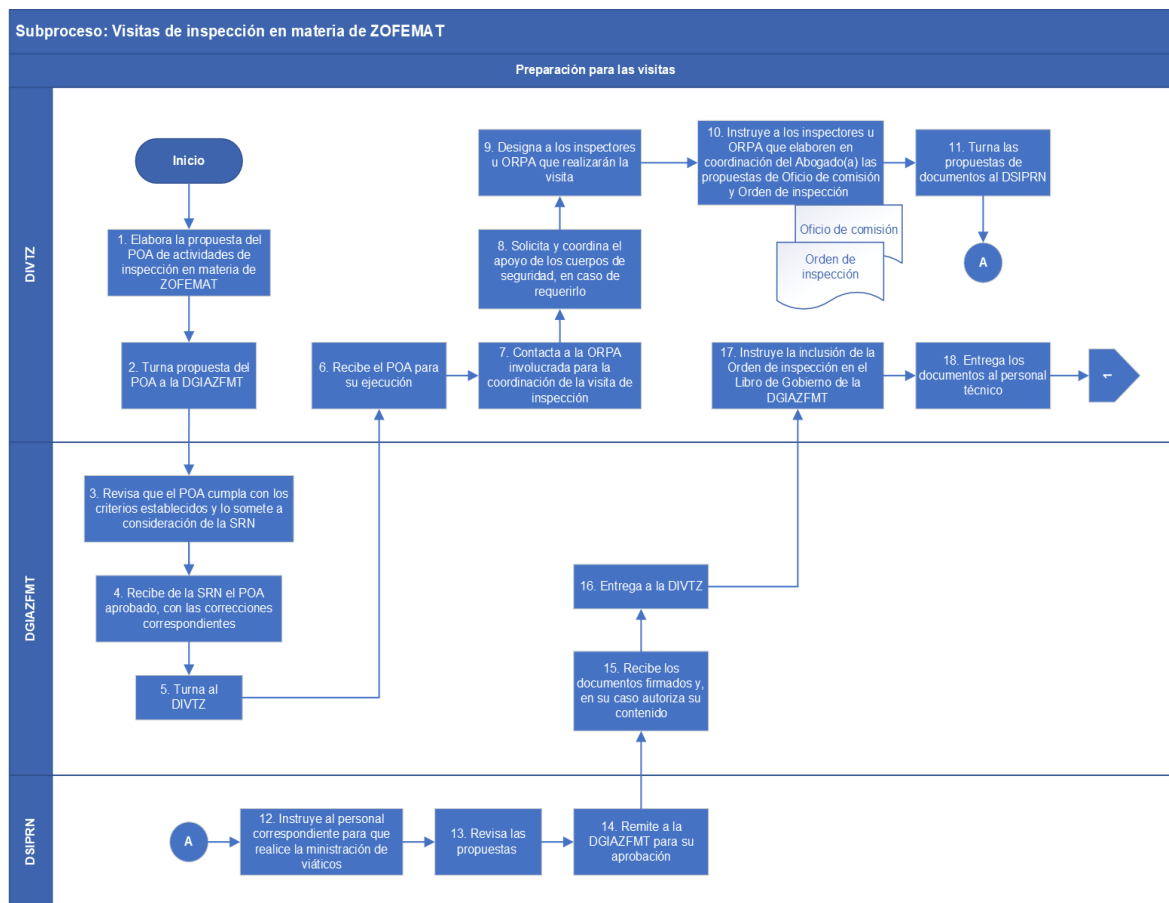 Subproceso: Visitas de inspección en materia de ZOFEMAT
Preparación para las visitas
DIVTZ
Inicio
1. Elabora la propuesta del
POA de actividades de
inspección en materia de
ZOFEMAT
2. Turna propuesta del
POA a la DGIAZFMT
6. Recibe el POA para
su ejecución
7. Contacta a la ORPA
involucrada para la
coordinación de la visita de
inspección
8. Solicita y coordina el
apoyo de los cuerpos de
seguridad, en caso de
requerirlo
9. Designa a los inspectores
u ORPA que realizarán la
visita
10. Instruye a los inspectores u
ORPA que elaboren en
coordinación del Abogado(a) las
propuestas de Oficio de comisión
y Orden de inspección
Oficio de comisión
Orden de
inspección
11. Turna las
propuestas de
documentos al DSIPRN
A
17. Instruye la inclusión de la
Orden de inspección en el
Libro de Gobierno de la
DGIAZFMT
18. Entrega los
documentos al personal
técnico
1
DGIAZFMT
3. Revisa que el POA cumpla con los
criterios establecidos y lo somete a
consideración de la SRN
4. Recibe de la SRN el POA
aprobado, con las correcciones
correspondientes
5. Turna al
DIVTZ
16. Entrega a la DIVTZ
15. Recibe los
documentos firmados y,
en su caso autoriza su
contenido
DSIPRN
A
12. Instruye al personal
correspondiente para que
realice la ministración de
viáticos
13. Revisa las
propuestas
14. Remite a la
DGIAZFMT para su
aprobación